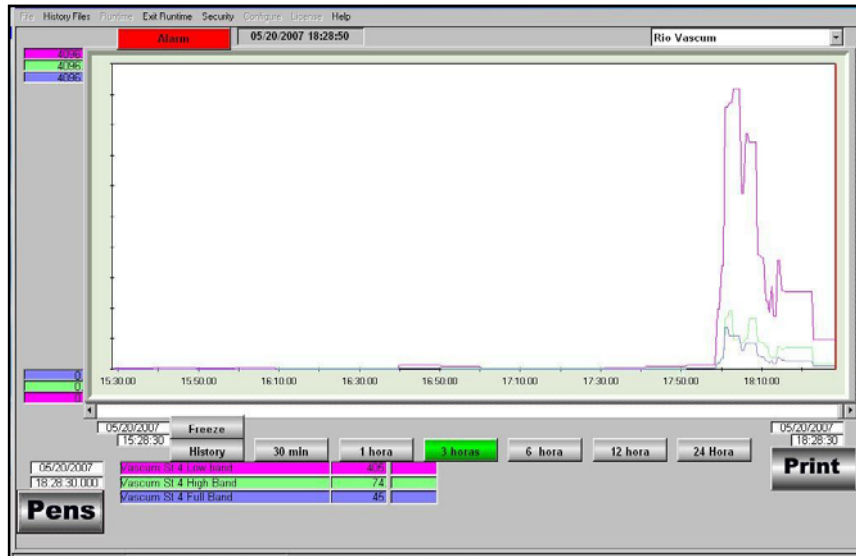 File History Files Runtime Exit Runtime Security Configure License Help
Alarm 05/20/2007 18:28:50 Rio Vascum
4096
4096
4096
0
0
0
15:30:00 15:50:00 16:10:00 16:30:00 16:50:00 17:10:00 17:30:00 17:50:00 18:10:00
05/20/2007 Freeze 05/20/2007
15:28:30 18:28:30
History 30 min 1 hora 3 horas 6 hora 12 hora 24 Hora
Print
05/20/2007 Vascum St 4 Low band 405
18:28:30.000 Vascum St 4 High Band 74
Vascum St 4 Full Band 45
Pens